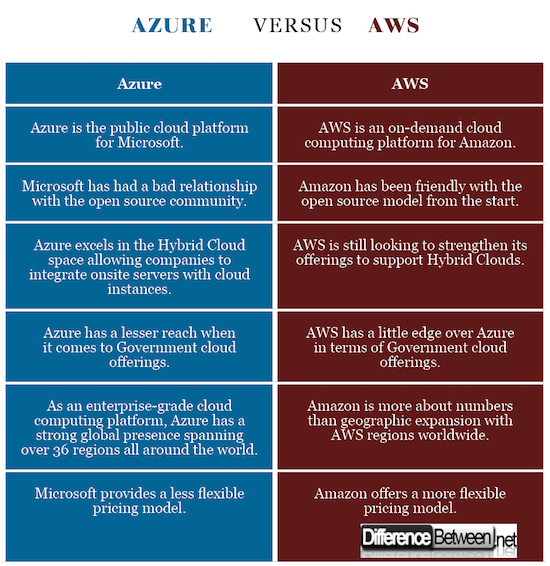 AZURE VERSUS AWS
Azure
AWS
Azure is the public cloud platform
for Microsoft.
AWS is an on-demand cloud
computing platform for Amazon.
Microsoft has had a bad relationship
with the open source community.
Amazon has been friendly with the
open source model from the start.
Azure excels in the Hybrid Cloud
space allowing companies to
integrate onsite servers with cloud
instances.
AWS is still looking to strengthen its
offerings to support Hybrid Clouds.
Azure has a lesser reach when
it comes to Government cloud
offerings.
AWS has a little edge over Azure
in terms of Government cloud
offerings.
As an enterprise-grade cloud
computing platform, Azure has a
strong global presence spanning
over 36 regions all around the world.
Amazon is more about numbers
than geographic expansion with
AWS regions worldwide.
Microsoft provides a less flexible
pricing model.
Amazon offers a more flexible
pricing model.
DifferenceBetween.net